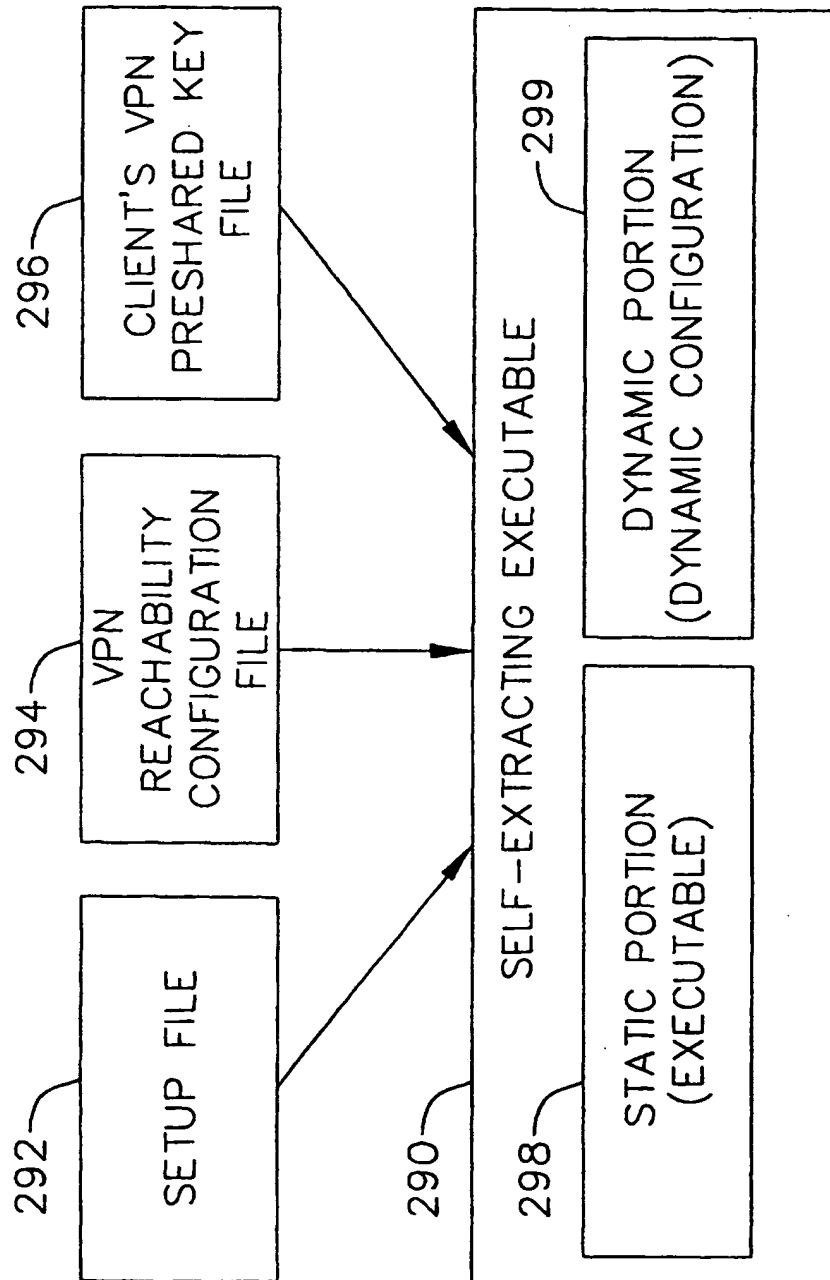 292
SETUP FILE
294
VPN
REACHABILITY
CONFIGURATION
FILE
296
CLIENT'S VPN
PRESHARED KEY
FILE
290
SELF-EXTRACTING EXECUTABLE
298
STATIC PORTION
(EXECUTABLE)
299
DYNAMIC PORTION
(DYNAMIC CONFIGURATION)